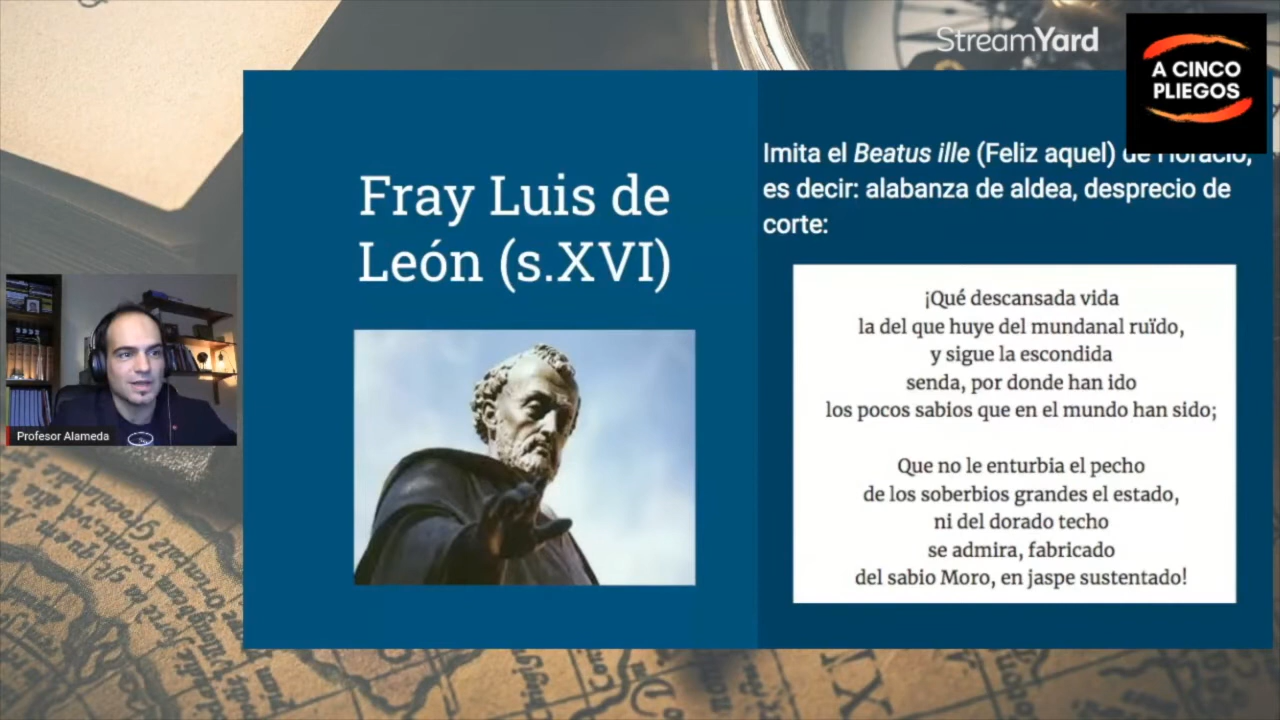 StreamYard
A CINCO
PLIEGOS
Fray Luis de
León (s.XVI)
Imita el Beatus ille (Feliz aquel) de Horacio,
es decir: alabanza de aldea, desprecio de
corte:
¡Qué descansada vida
la del que huye del mundanal ruïdo,
y sigue la escondida
senda, por donde han ido
los pocos sabios que en el mundo han sido;
Que no le enturbia el pecho
de los soberbios grandes el estado,
ni del dorado techo
se admira, fabricado
del sabio Moro, en jaspe sustentado!
Profesor Alameda